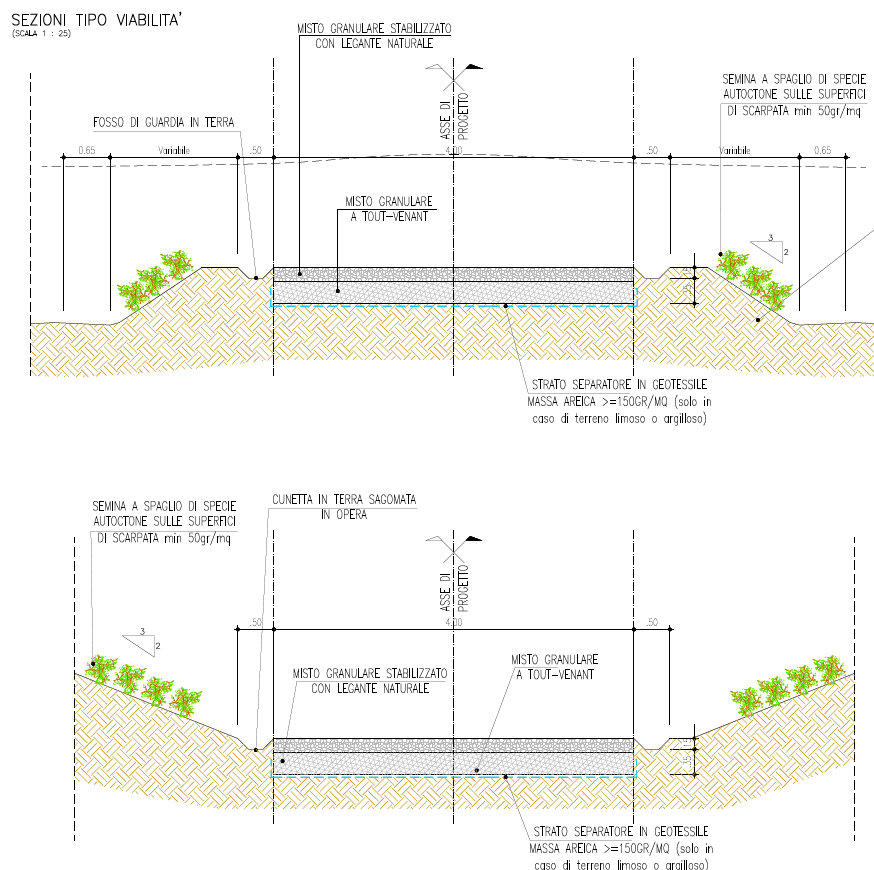 SEZIONI TIPO VIABILITA'
(SCALA 1 : 25)
MISTO GRANULARE STABILIZZATO
CON LEGANTE NATURALE
SEMINA A SPAGLIO DI SPECIE
AUTOCTONE SULLE SUPERFICI
DI SCARPATA min 50gr/mq
FOSSO DI GUARDIA IN TERRA
ASSE DI
PROGETTO
0.65
Variabile
.50
4.00
.50
Variabile
0.65
MISTO GRANULARE
A TOUT-VENANT
3
2
.35
STRATO SEPARATORE IN GEOTESSILE
MASSA AREICA >=150GR/MQ (solo in
caso di terreno limoso o argilloso)
SEMINA A SPAGLIO DI SPECIE
AUTOCTONE SULLE SUPERFICI
DI SCARPATA min 50gr/mq
CUNETTA IN TERRA SAGOMATA
IN OPERA
ASSE DI
PROGETTO
.50
4.00
.50
3
2
MISTO GRANULARE STABILIZZATO
CON LEGANTE NATURALE
MISTO GRANULARE
A TOUT-VENANT
.35
STRATO SEPARATORE IN GEOTESSILE
MASSA AREICA >=150GR/MQ (solo in
caso di terreno limoso o argilloso)